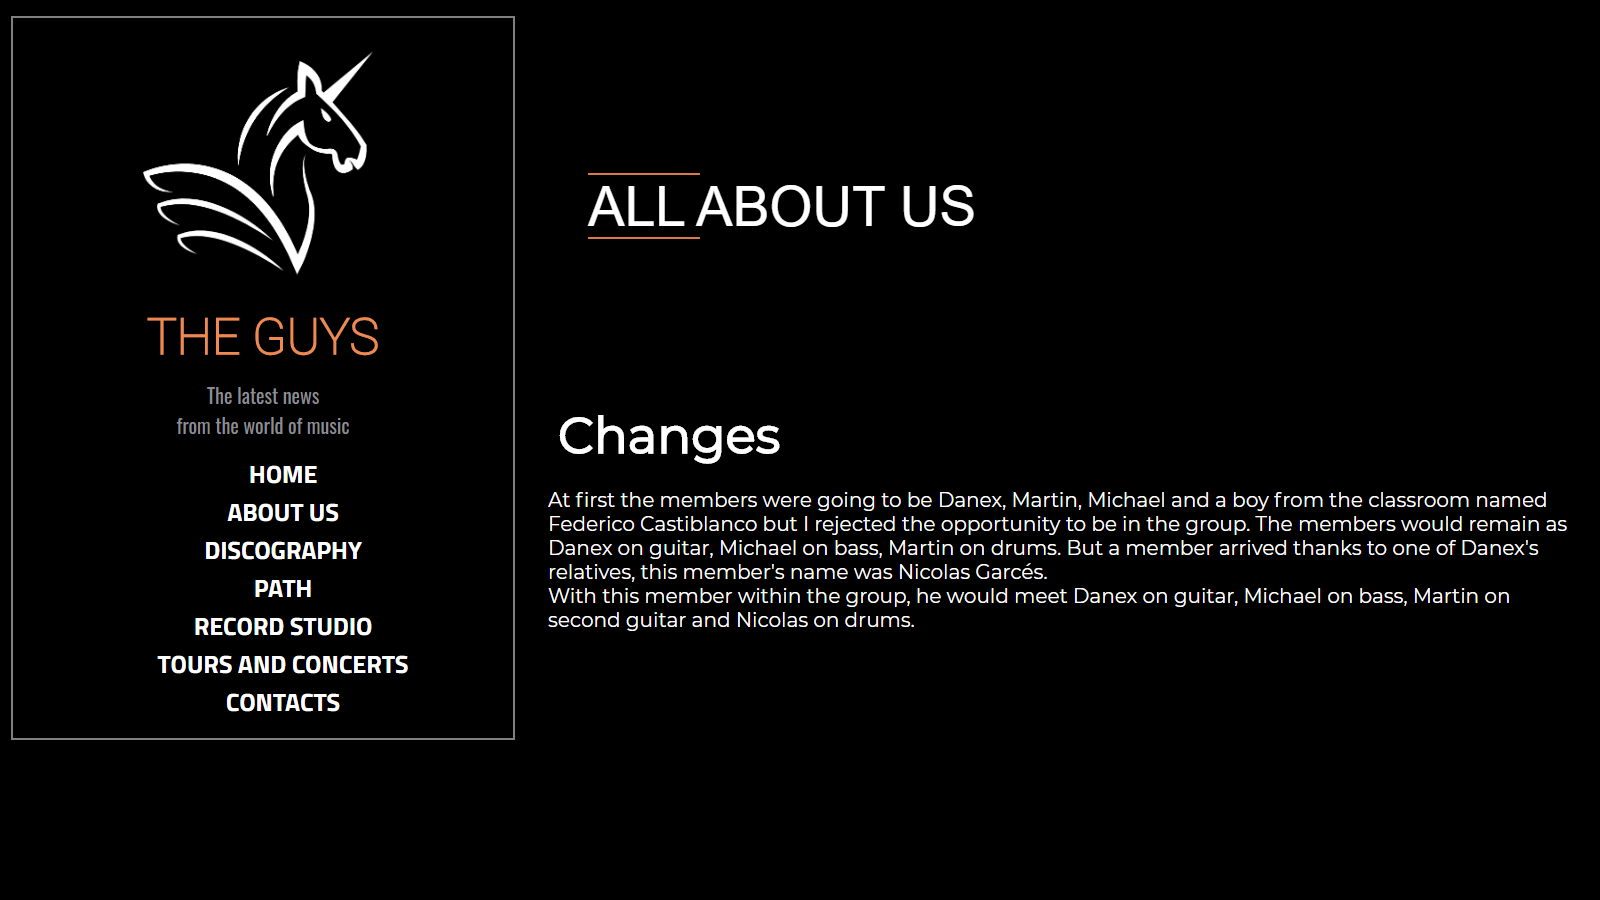 THE GUYS
The latest news
from the world of music
HOME
ABOUT US
DISCOGRAPHY
PATH
RECORD STUDIO
TOURS AND CONCERTS
CONTACTS
ALL ABOUT US
Changes
At first the members were going to be Danex, Martin, Michael and a boy from the classroom named
Federico Castiblanco but I rejected the opportunity to be in the group. The members would remain as
Danex on guitar, Michael on bass, Martin on drums. But a member arrived thanks to one of Danex's
relatives, this member's name was Nicolas Garcés.
With this member within the group, he would meet Danex on guitar, Michael on bass, Martin on
second guitar and Nicolas on drums.